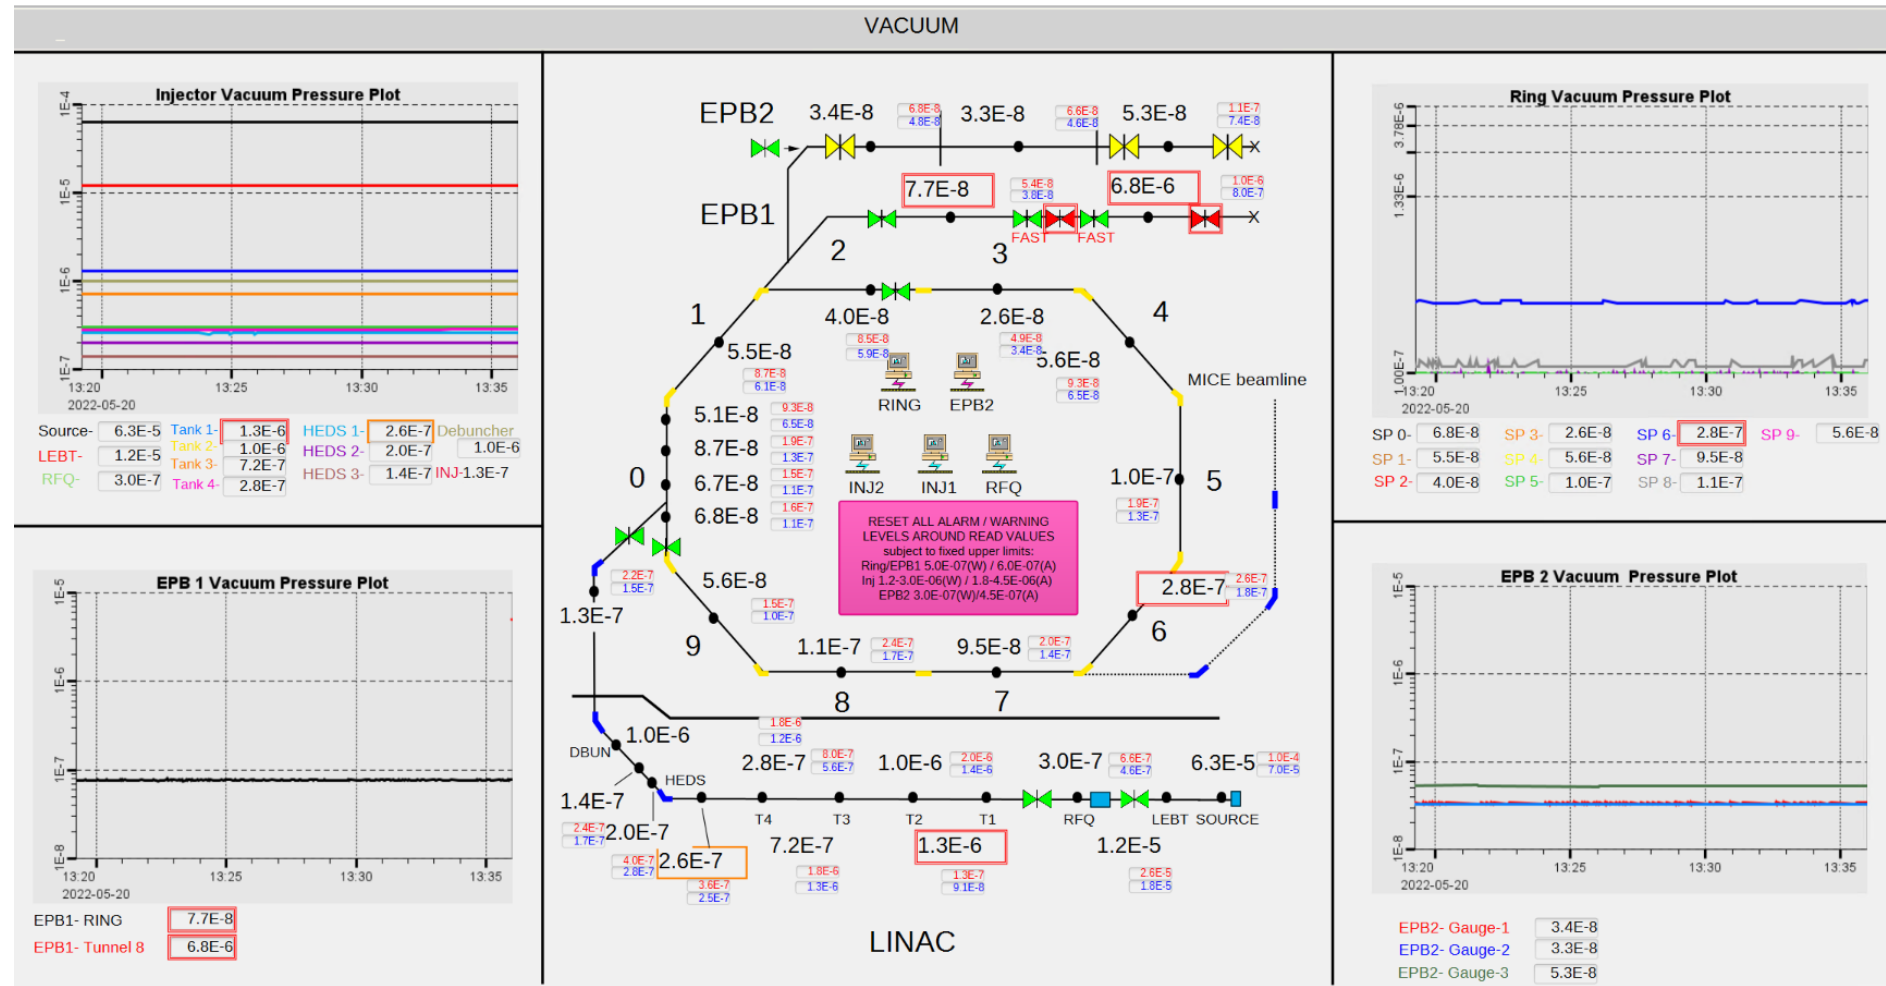 VACUUM
Injector Vacuum Pressure Plot
1E-4
1E-5
1E-6
1E-7
13:20 13:25 13:30 13:35
2022-05-20
Source- 6.3E-5 Tank 1- 1.3E-6 HEDS 1- 2.6E-7 Debuncher
LEBT- 1.2E-5 Tank 2- 1.0E-6 HEDS 2- 2.0E-7 1.0E-6
RFQ- 3.0E-7 Tank 3- 7.2E-7 HEDS 3- 1.4E-7 INJ-1.3E-7
Tank 4- 2.8E-7
EPB 1 Vacuum Pressure Plot
1E-5
1E-6
1E-7
1E-8
13:20 13:25 13:30 13:35
2022-05-20
EPB1- RING 7.7E-8
EPB1- Tunnel 8 6.8E-6
EPB2 3.4E-8 6.8E-8 3.3E-8 6.6E-8 5.3E-8 1.1E-7
4.8E-8 4.6E-8 7.4E-8
X
7.7E-8 5.4E-8 6.8E-6 1.0E-6
3.8E-8 8.0E-7
EPB1 X
FAST FAST
2 3
1 4
4.0E-8 2.6E-8
8.5E-8 4.9E-8
5.9E-8 3.4E-8
5.5E-8 5.6E-8
8.7E-8 9.3E-8
6.1E-8 6.5E-8
RING EPB2
MICE beamline
5.1E-8 9.3E-8
6.5E-8
8.7E-8 1.9E-7
1.3E-7
0 6.7E-8 1.5E-7
1.1E-7
6.8E-8 1.6E-7
1.1E-7
INJ2 INJ1 RFQ
1.0E-7 5
1.9E-7
1.3E-7
RESET ALL ALARM / WARNING
LEVELS AROUND READ VALUES
subject to fixed upper limits:
Ring/EPB1 5.0E-07(W) / 6.0E-07(A)
Inj 1.2-3.0E-06(W) / 1.8-4.5E-06(A)
EPB2 3.0E-07(W)/4.5E-07(A)
2.2E-7
1.5E-7
5.6E-8
1.5E-7
1.0E-7
2.8E-7 2.6E-7
1.8E-7
1.3E-7
9 6
1.1E-7 2.4E-7 9.5E-8 2.0E-7
1.7E-7 1.4E-7
8 7
1.0E-6 1.8E-6
1.2E-6
DBUN
HEDS
2.8E-7 8.0E-7 1.0E-6 2.0E-6 3.0E-7 6.6E-7 6.3E-5 1.0E-4
5.6E-7 1.4E-6 4.6E-7 7.0E-5
T4 T3 T2 T1 RFQ LEBT SOURCE
1.4E-7
2.4E-7
1.7E-7
2.0E-7
4.0E-7
2.8E-7
2.6E-7
3.6E-7
2.5E-7
7.2E-7 1.3E-6 1.2E-5
1.8E-6 1.3E-7 2.6E-5
1.3E-6 9.1E-8 1.8E-5
LINAC
Ring Vacuum Pressure Plot
3.78E-6
1.33E-6
1.00E-7
13:20 13:25 13:30 13:35
2022-05-20
SP 0- 6.8E-8 SP 3- 2.6E-8 SP 6- 2.8E-7 SP 9- 5.6E-8
SP 1- 5.5E-8 SP 4- 5.6E-8 SP 7- 9.5E-8
SP 2- 4.0E-8 SP 5- 1.0E-7 SP 8- 1.1E-7
EPB 2 Vacuum Pressure Plot
1E-5
1E-6
1E-7
1E-8
13:20 13:25 13:30 13:35
2022-05-20
EPB2- Gauge-1 3.4E-8
EPB2- Gauge-2 3.3E-8
EPB2- Gauge-3 5.3E-8